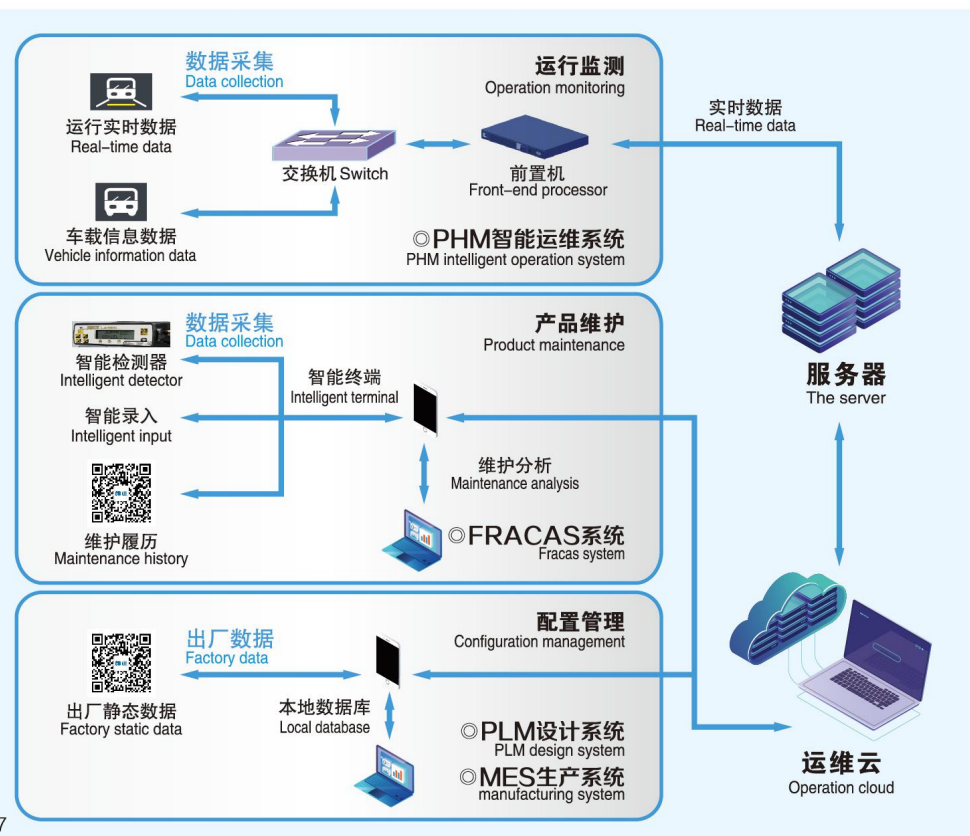 数据采集
Data collection
运行监测
Operation monitoring
运行实时数据
Real-time data
交换机 Switch
前置机
Front-end processor
车载信息数据
Vehicle information data
◎PHM智能运维系统
PHM intelligent operation system
实时数据
Real-time data
数据采集
Data collection
产品维护
Product maintenance
智能检测器
Intelligent detector
智能终端
Intelligent terminal
智能录入
Intelligent input
维护分析
Maintenance analysis
维护履历
Maintenance history
◎FRACAS系统
Fracas system
服务器
The server
出厂数据
Factory data
配置管理
Configuration management
出厂静态数据
Factory static data
本地数据库
Local database
◎PLM设计系统
PLM design system
◎MES生产系统
manufacturing system
运维云
Operation cloud
7